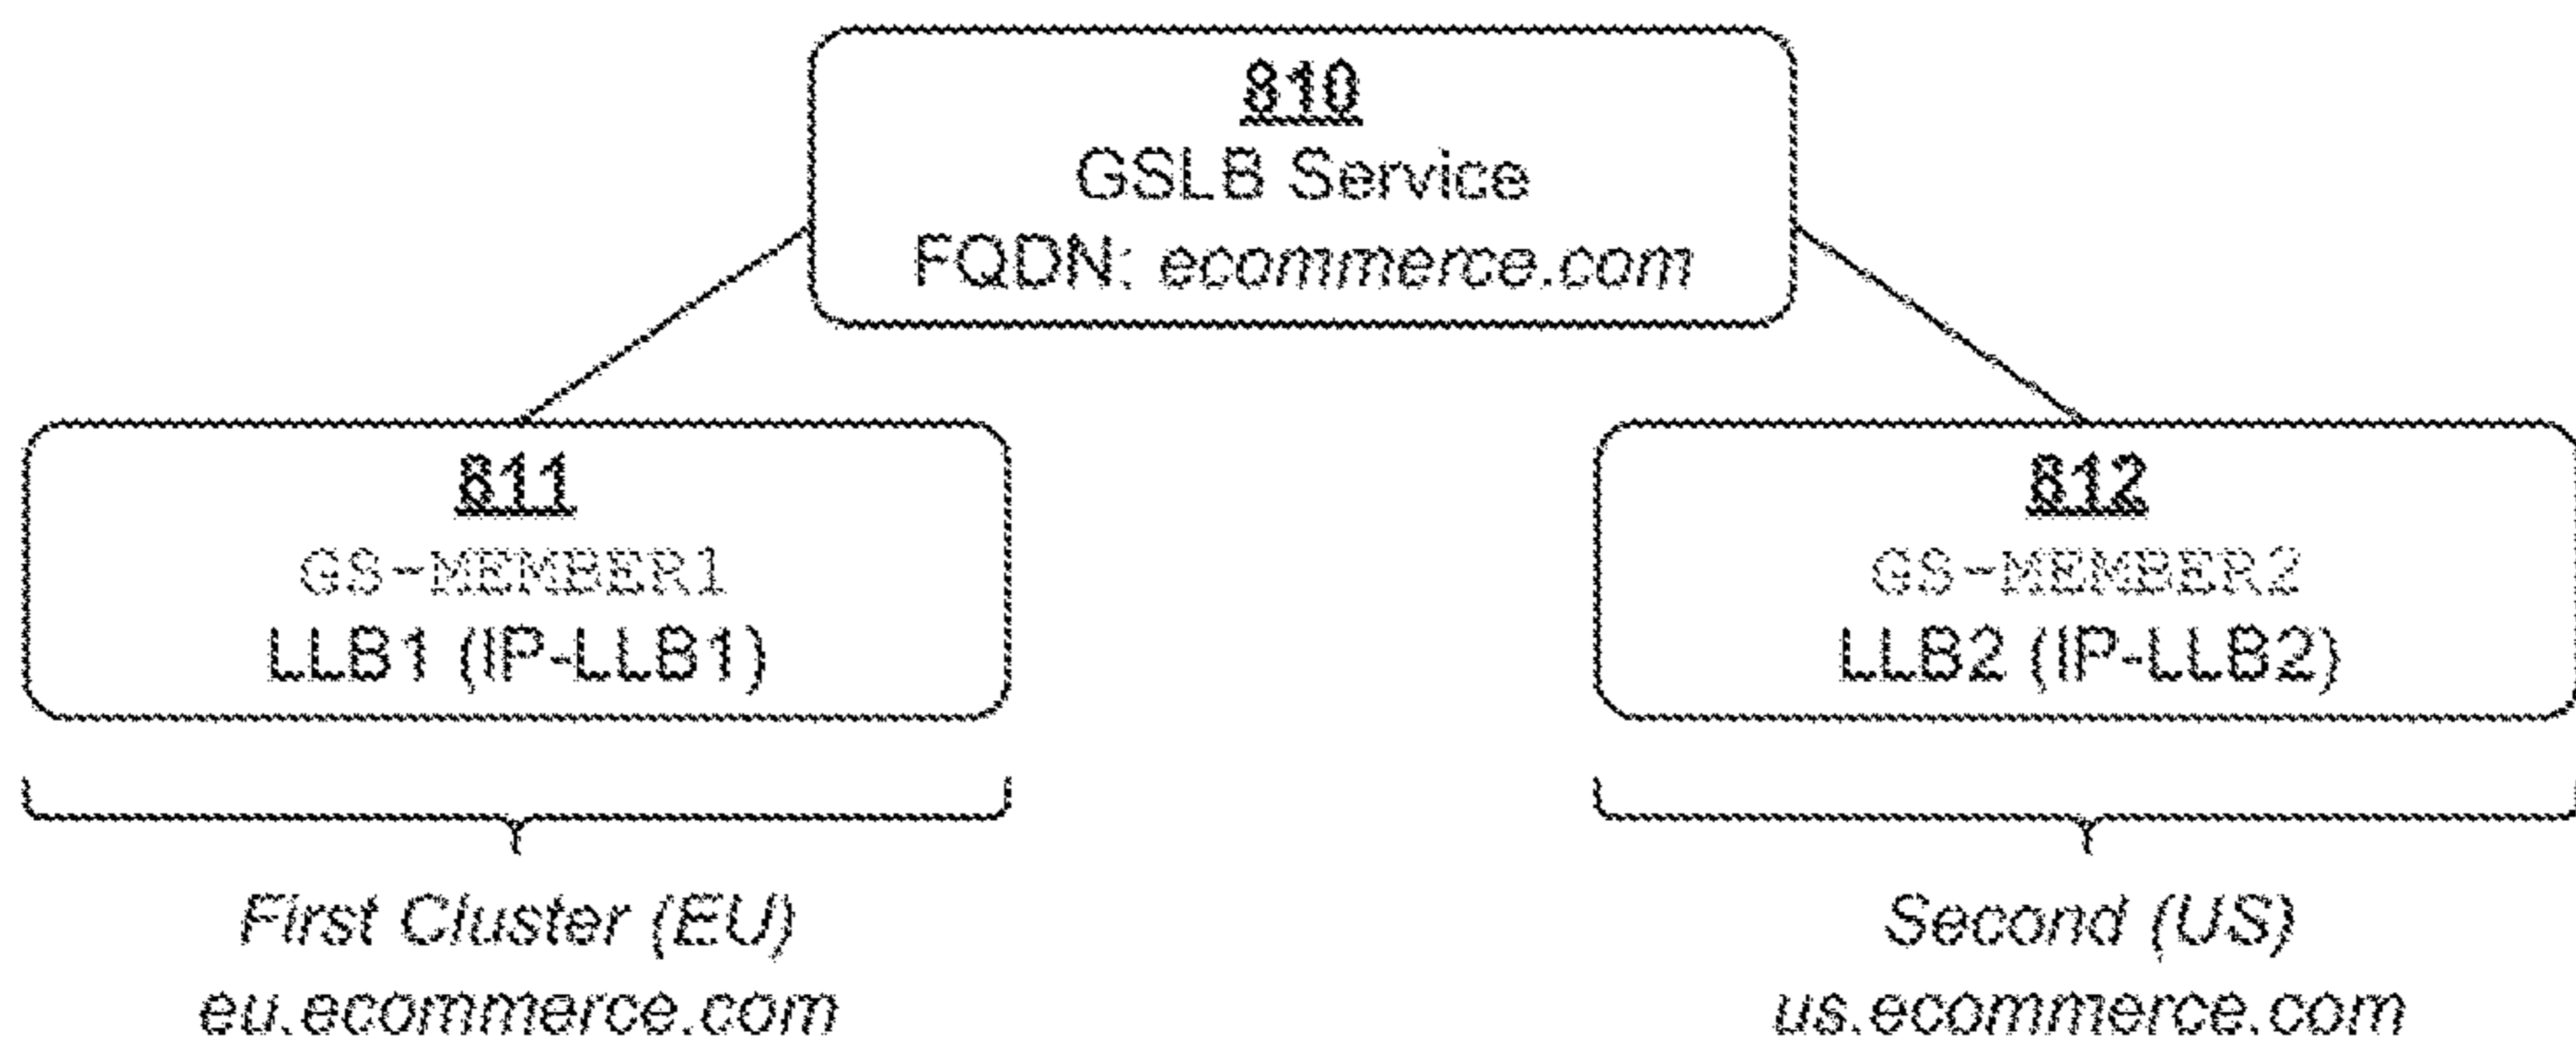 810
GSLB Service
FQDN: ecommerce.com
811
GS-MEMBER1
LLB1 (IP-LLB1)
812
GS-MEMBER2
LLB2 (IP-LLB2)
First Cluster (EU)
eu.ecommerce.com
Second (US)
us.ecommerce.com